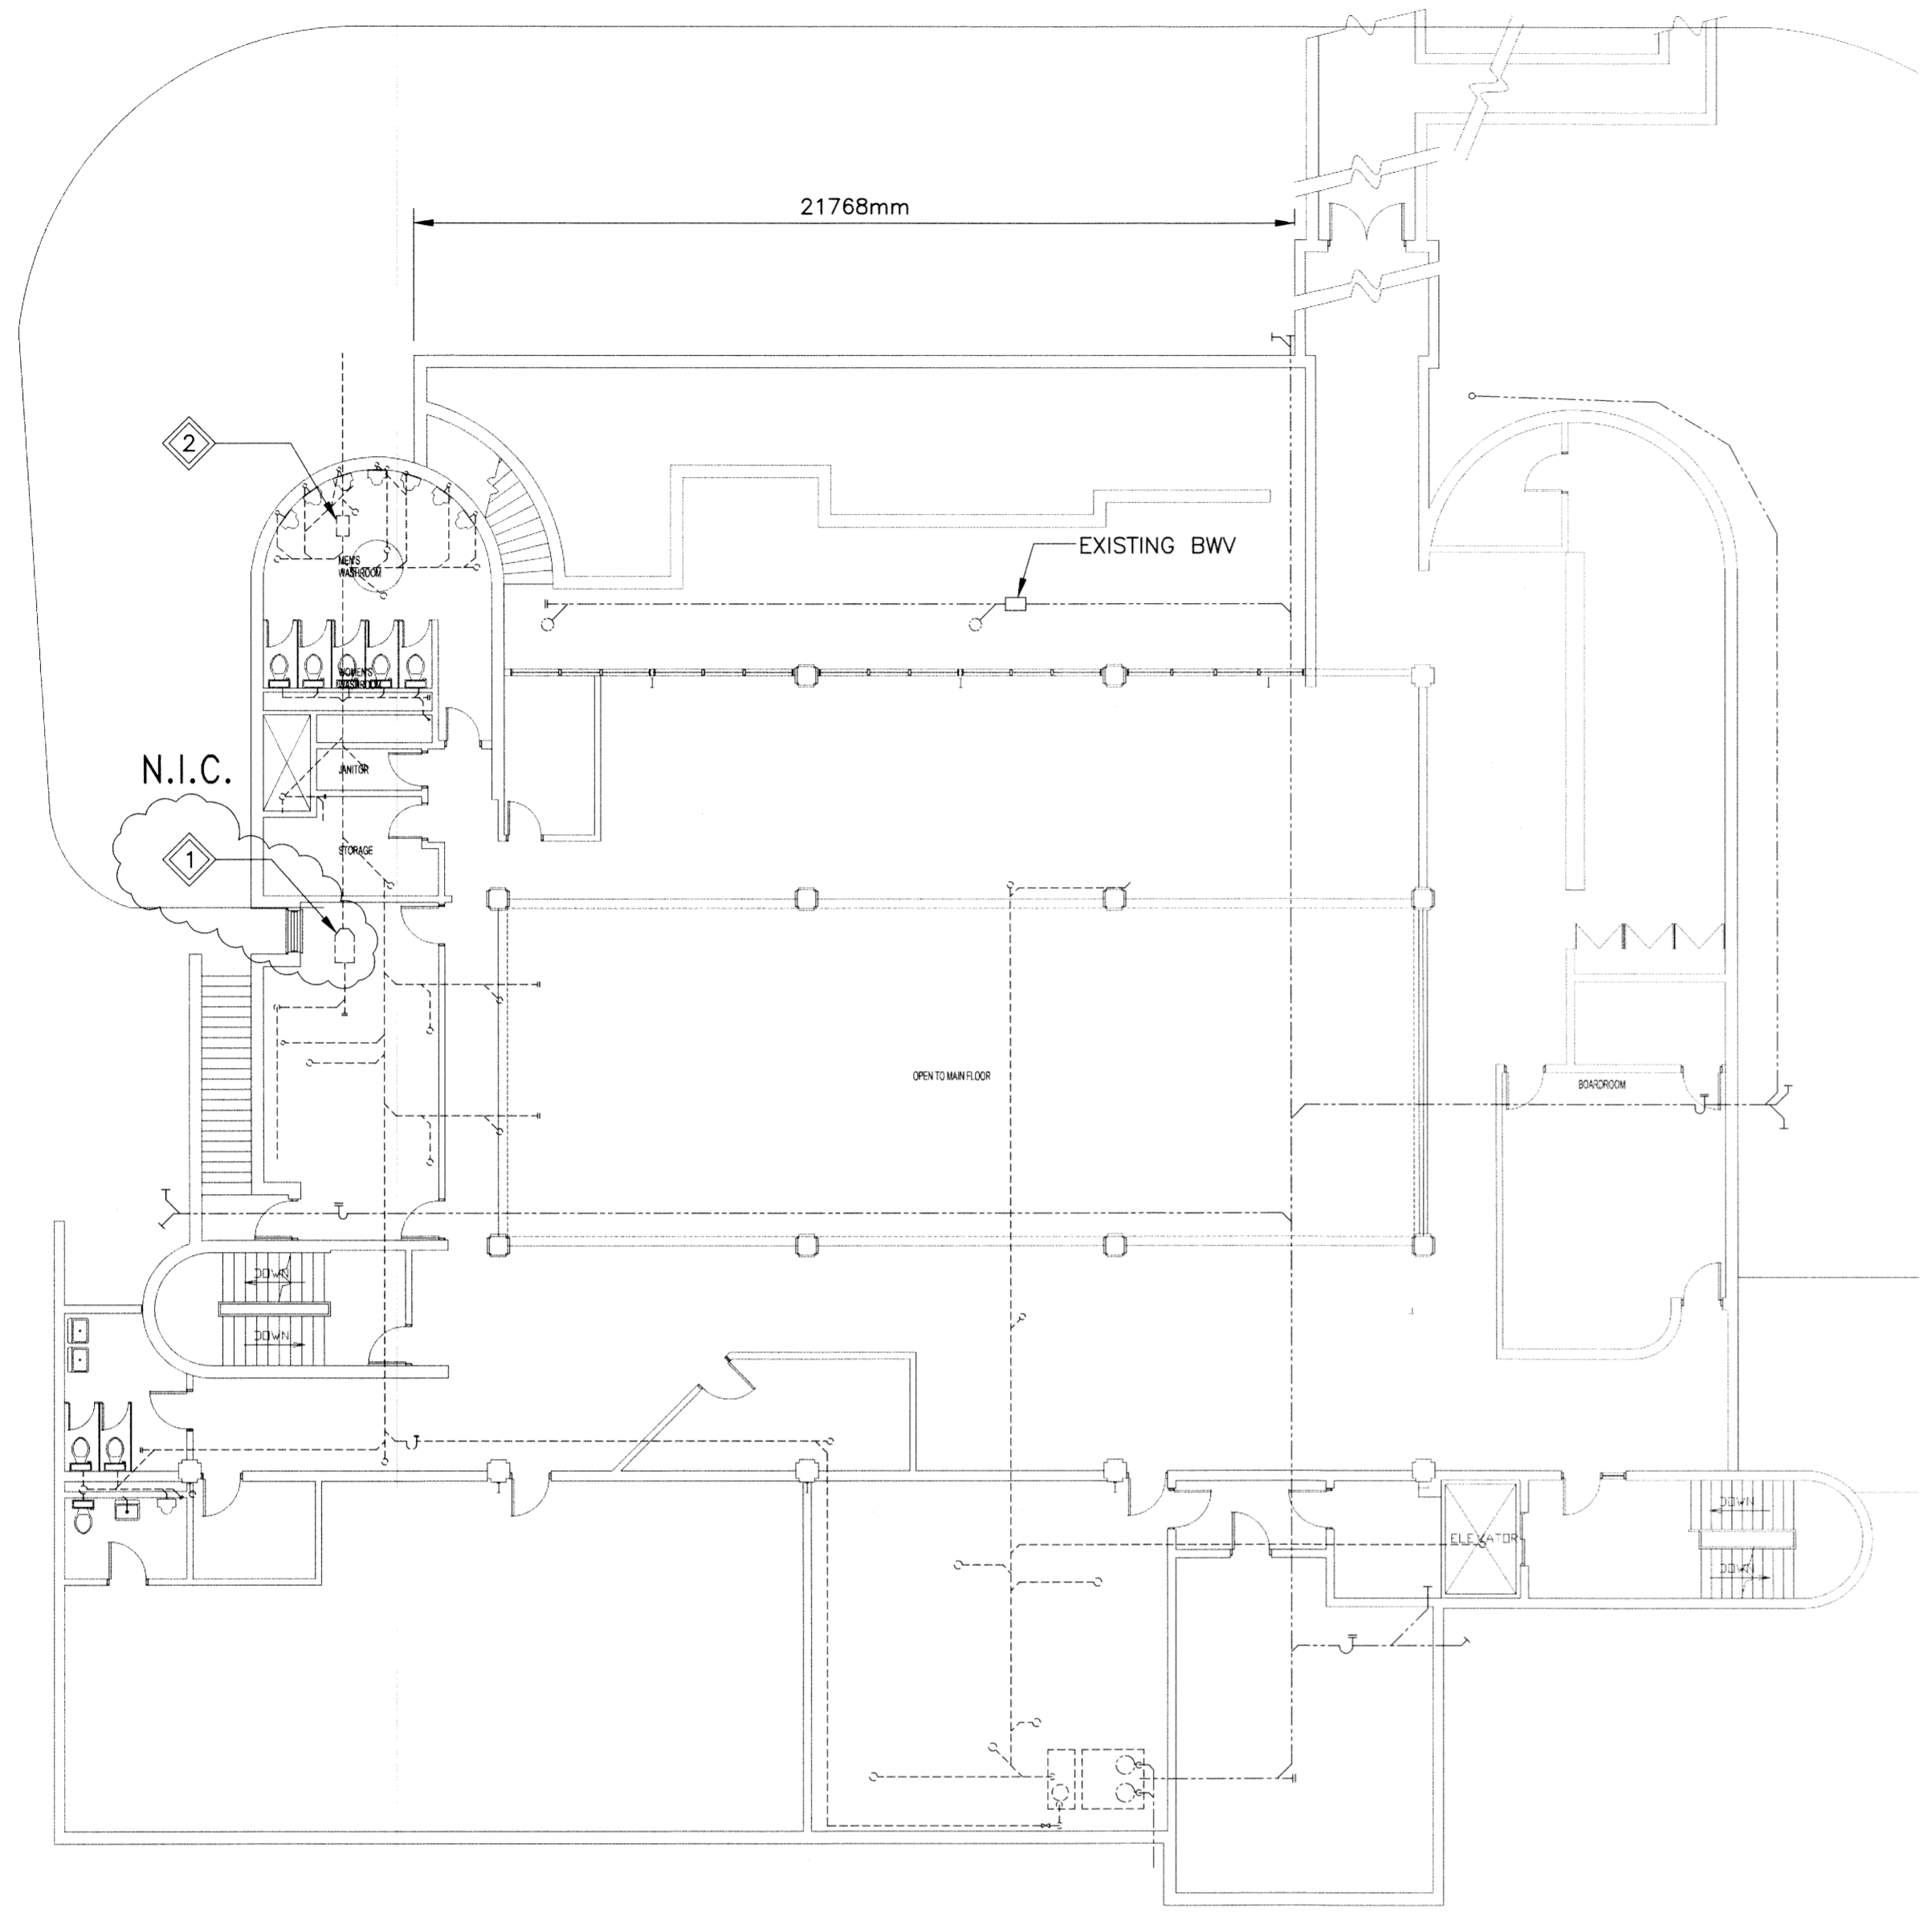 21768mm
2
EXISTING BWV
MEN'S
WASHROOM
WOMEN'S
WASHROOM
N.I.C.
JANITOR
STORAGE
1
OPEN TO MAIN FLOOR
BOARDROOM
DOWN
DOWN
DOWN
ELEVATOR
DOWN